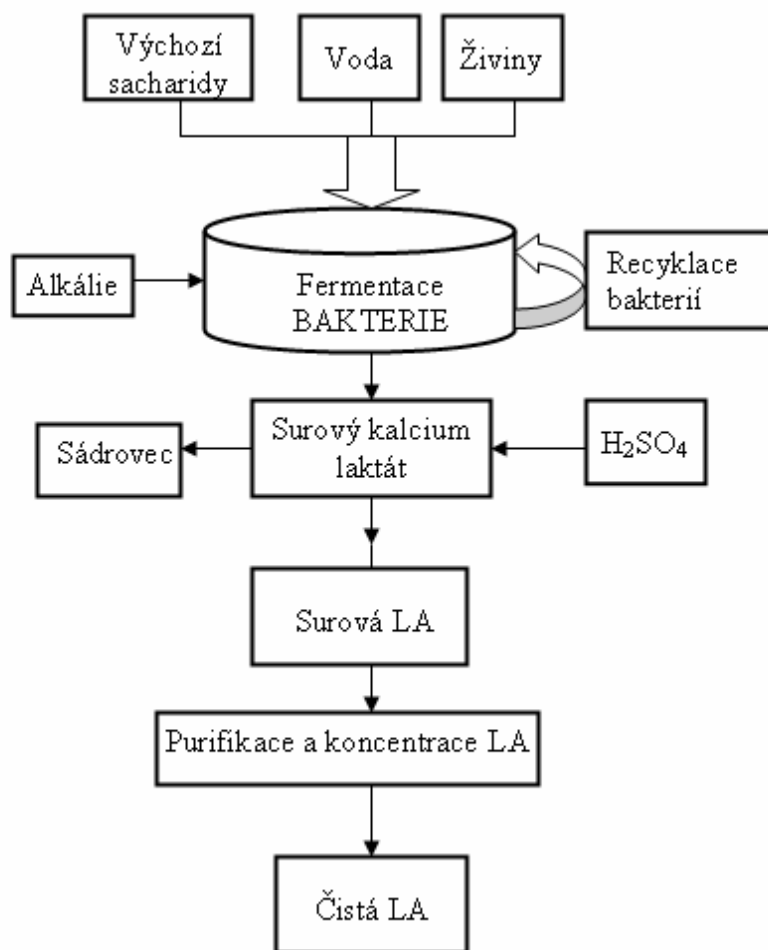 Výchozí
sacharidy
Voda
Živiny
Alkálie
Fermentace
BAKTERIE
Recyklace
bakterií
Sádrovec
Surový kalcium
laktát
H₂SO₄
Surová LA
Purifikace a koncentrace LA
Čistá LA